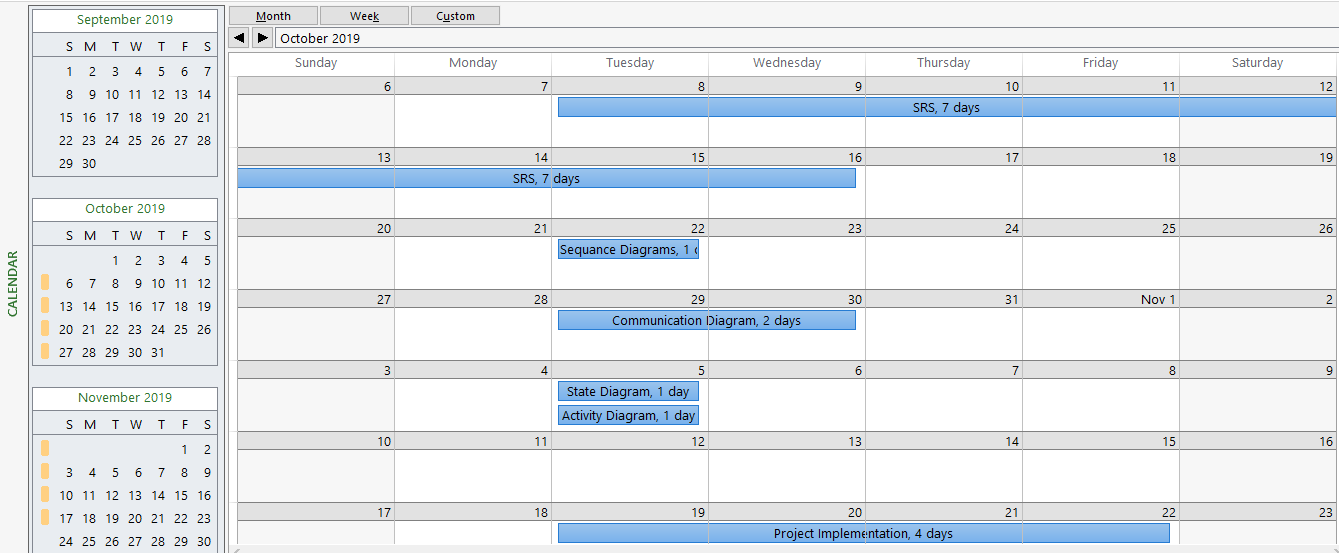 CALENDAR
September 2019
S M T W T F S
1 2 3 4 5 6 7
8 9 10 11 12 13 14
15 16 17 18 19 20 21
22 23 24 25 26 27 28
29 30
October 2019
S M T W T F S
1 2 3 4 5
6 7 8 9 10 11 12
13 14 15 16 17 18 19
20 21 22 23 24 25 26
27 28 29 30 31
November 2019
S M T W T F S
1 2
3 4 5 6 7 8 9
10 11 12 13 14 15 16
17 18 19 20 21 22 23
24 25 26 27 28 29 30
Month Week Custom
October 2019
Sunday Monday Tuesday Wednesday Thursday Friday Saturday
6 7 8 9 10 11 12
SRS, 7 days
13 14 15 16 17 18 19
SRS, 7 days
20 21 22 23 24 25 26
Sequance Diagrams, 1
27 28 29 30 31 Nov 1 2
Communication Diagram, 2 days
3 4 5 6 7 8 9
State Diagram, 1 day
Activity Diagram, 1 day
10 11 12 13 14 15 16
17 18 19 20 21 22 23
Project Implementation, 4 days